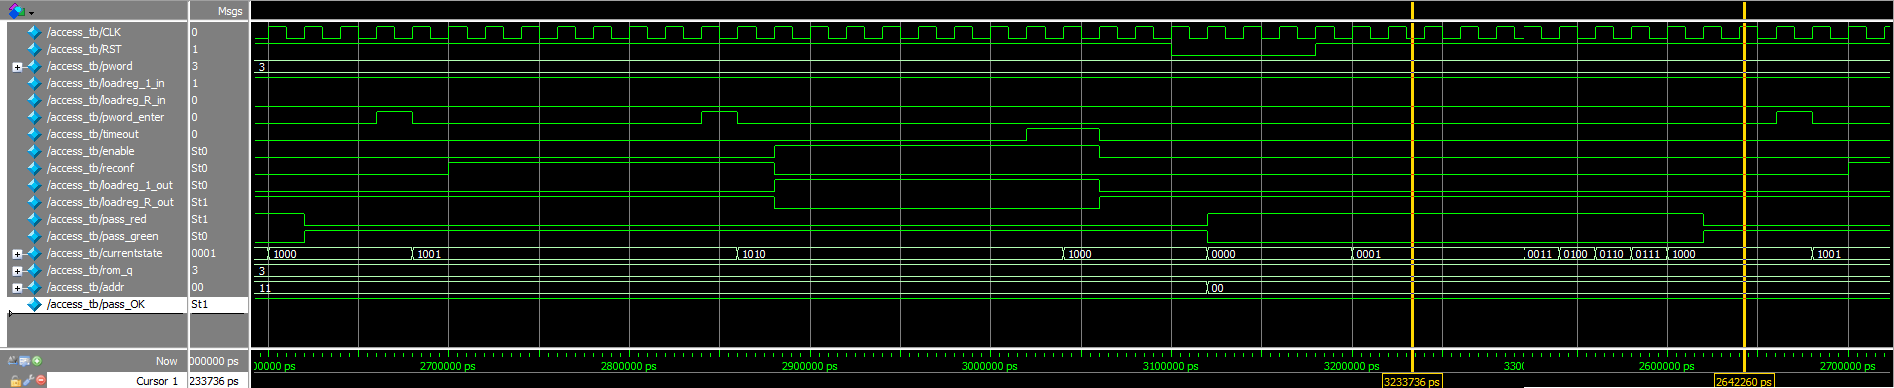 Msgs
/access_tb/CLK 0
/access_tb/RST 1
/access_tb/pword 3 3
/access_tb/loadreg_1_in 1
/access_tb/loadreg_R_in 0
/access_tb/pword_enter 0
/access_tb/timeout 0
/access_tb/enable St0
/access_tb/reconf St0
/access_tb/loadreg_1_out St0
/access_tb/loadreg_R_out St1
/access_tb/pass_red St1
/access_tb/pass_green St0
/access_tb/currentstate 0001 1000 1001 1010 1000 0000 0001 0011 0100 0110 0111 1000 1001
/access_tb/rom_q 3 3
/access_tb/addr 00 11 00
/access_tb/pass_OK St1
Now 000000 ps 00000 ps 2700000 ps 2800000 ps 2900000 ps 3000000 ps 3100000 ps 3200000 ps 3300 2600000 ps 2700000 ps
Cursor 1 233736 ps 3233736 ps 2642260 ps